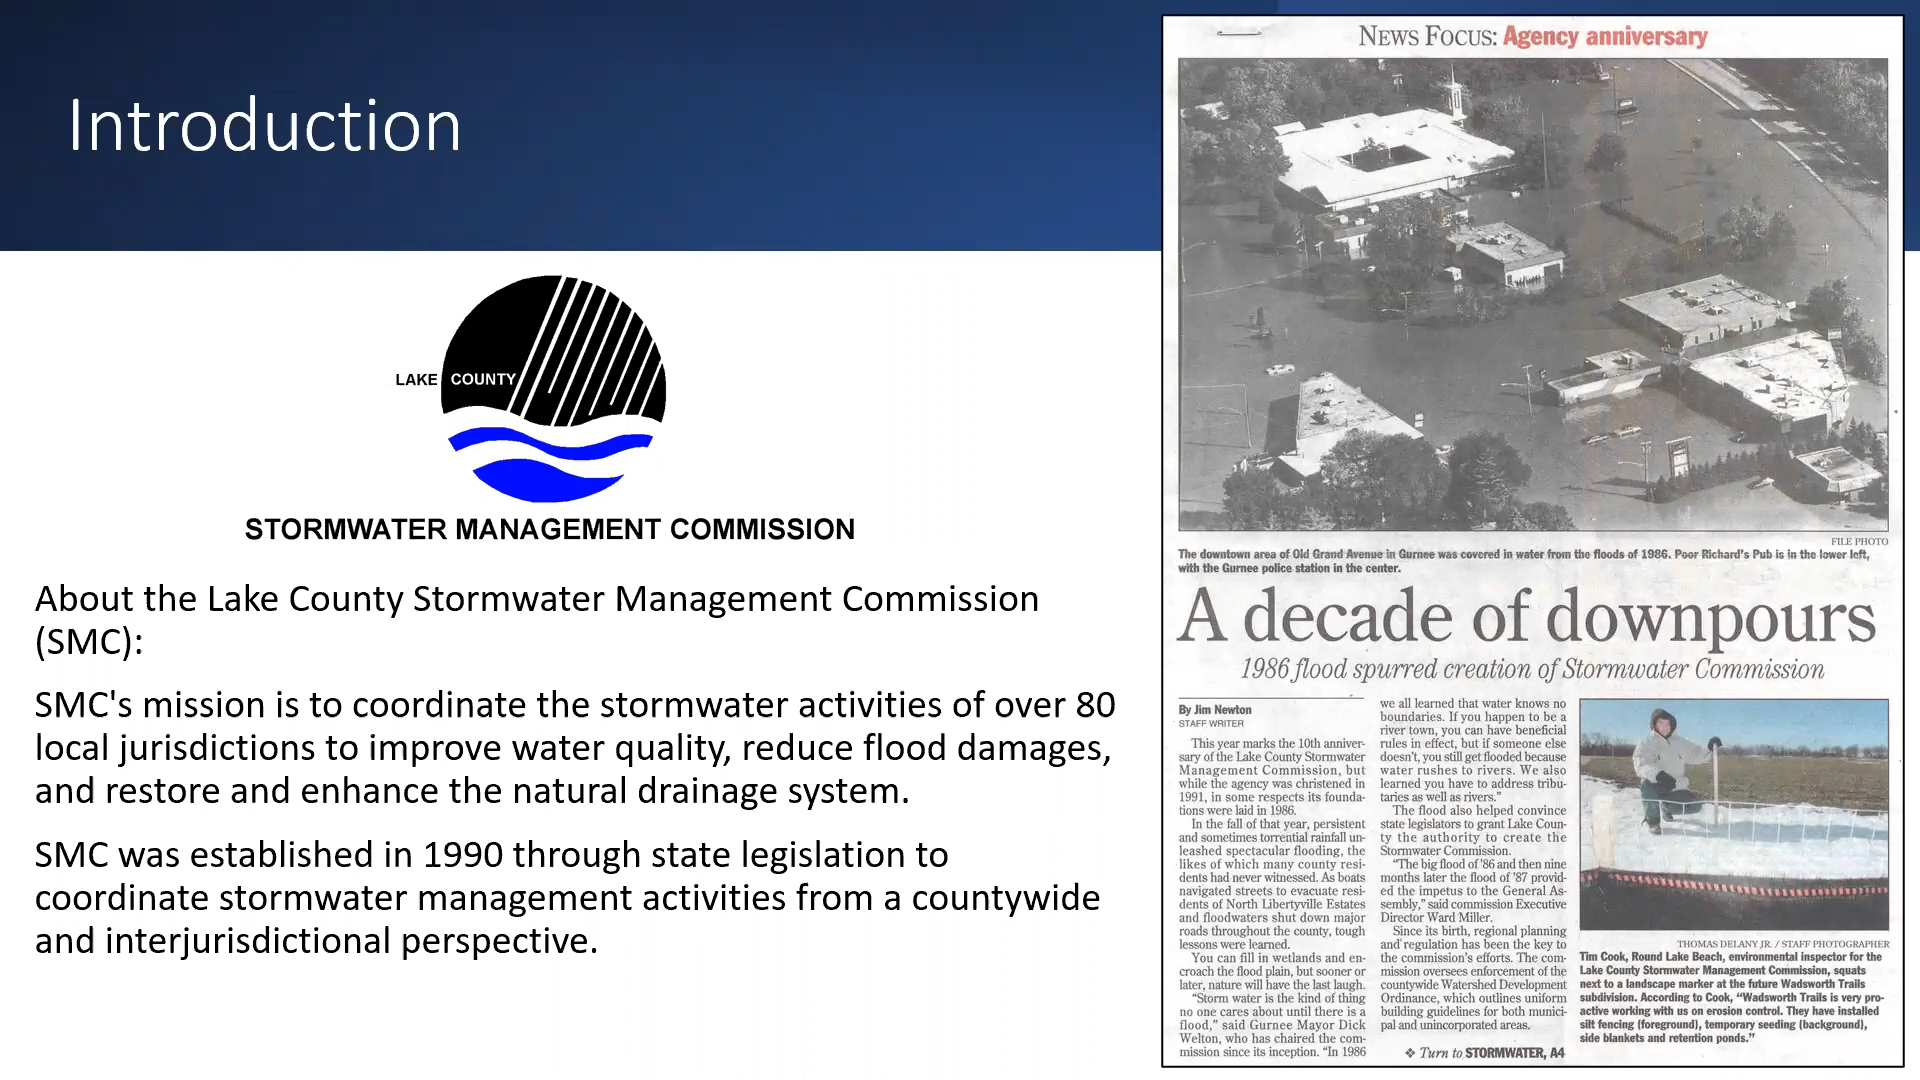 Introduction
LAKE COUNTY
STORMWATER MANAGEMENT COMMISSION
About the Lake County Stormwater Management Commission
(SMC):
SMC's mission is to coordinate the stormwater activities of over 80
local jurisdictions to improve water quality, reduce flood damages,
and restore and enhance the natural drainage system.
SMC was established in 1990 through state legislation to
coordinate stormwater management activities from a countywide
and interjurisdictional perspective.
NEWS FOCUS: Agency anniversary
FILE PHOTO
The downtown area of Old Grand Avenue in Gurnee was covered in water from the floods of 1986. Poor Richard's Pub is in the lower left,
with the Gurnee police station in the center.
A decade of downpours
1986 flood spurred creation of Stormwater Commission
By Jim Newton
STAFF WRITER
This year marks the 10th anniver-
sary of the Lake County Stormwater
Management Commission, but
while the agency was christened in
1991, in some respects its founda-
tions were laid in 1986.
In the fall of that year, persistent
and sometimes torrential rainfall un-
leashed spectacular flooding, the
likes of which many county resi-
dents had never witnessed. As boats
navigated streets to evacuate resi-
dents of North Libertyville Estates
and floodwaters shut down major
roads throughout the county, tough
lessons were learned.
You can fill in wetlands and en-
croach the flood plain, but sooner or
later, nature will have the last laugh.
"Storm water is the kind of thing
no one cares about until there is a
flood," said Gurnee Mayor Dick
Welton, who has chaired the com-
mission since its inception. "In 1986
we all learned that water knows no
boundaries. If you happen to be a
river town, you can have beneficial
rules in effect, but if someone else
doesn't, you still get flooded because
water rushes to rivers. We also
learned you have to address tribu-
taries as well as rivers."
The flood also helped convince
state legislators to grant Lake Coun-
ty the authority to create the
Stormwater Commission.
"The big flood of '86 and then nine
months later the flood of '87 provid-
ed the impetus to the General As-
sembly," said commission Executive
Director Ward Miller.
Since its birth, regional planning
and regulation has been the key to
the commission's efforts. The com-
mission oversees enforcement of the
countywide Watershed Development
Ordinance, which outlines uniform
building guidelines for both munici-
pal and unincorporated areas.
❖ Turn to STORMWATER, A4
THOMAS DELANY JR. / STAFF PHOTOGRAPHER
Tim Cook, Round Lake Beach, environmental inspector for the
Lake County Stormwater Management Commission, squats
next to a landscape marker at the future Wadsworth Trails
subdivision. According to Cook, "Wadsworth Trails is very pro-
active working with us on erosion control. They have installed
silt fencing (foreground), temporary seeding (background),
side blankets and retention ponds."